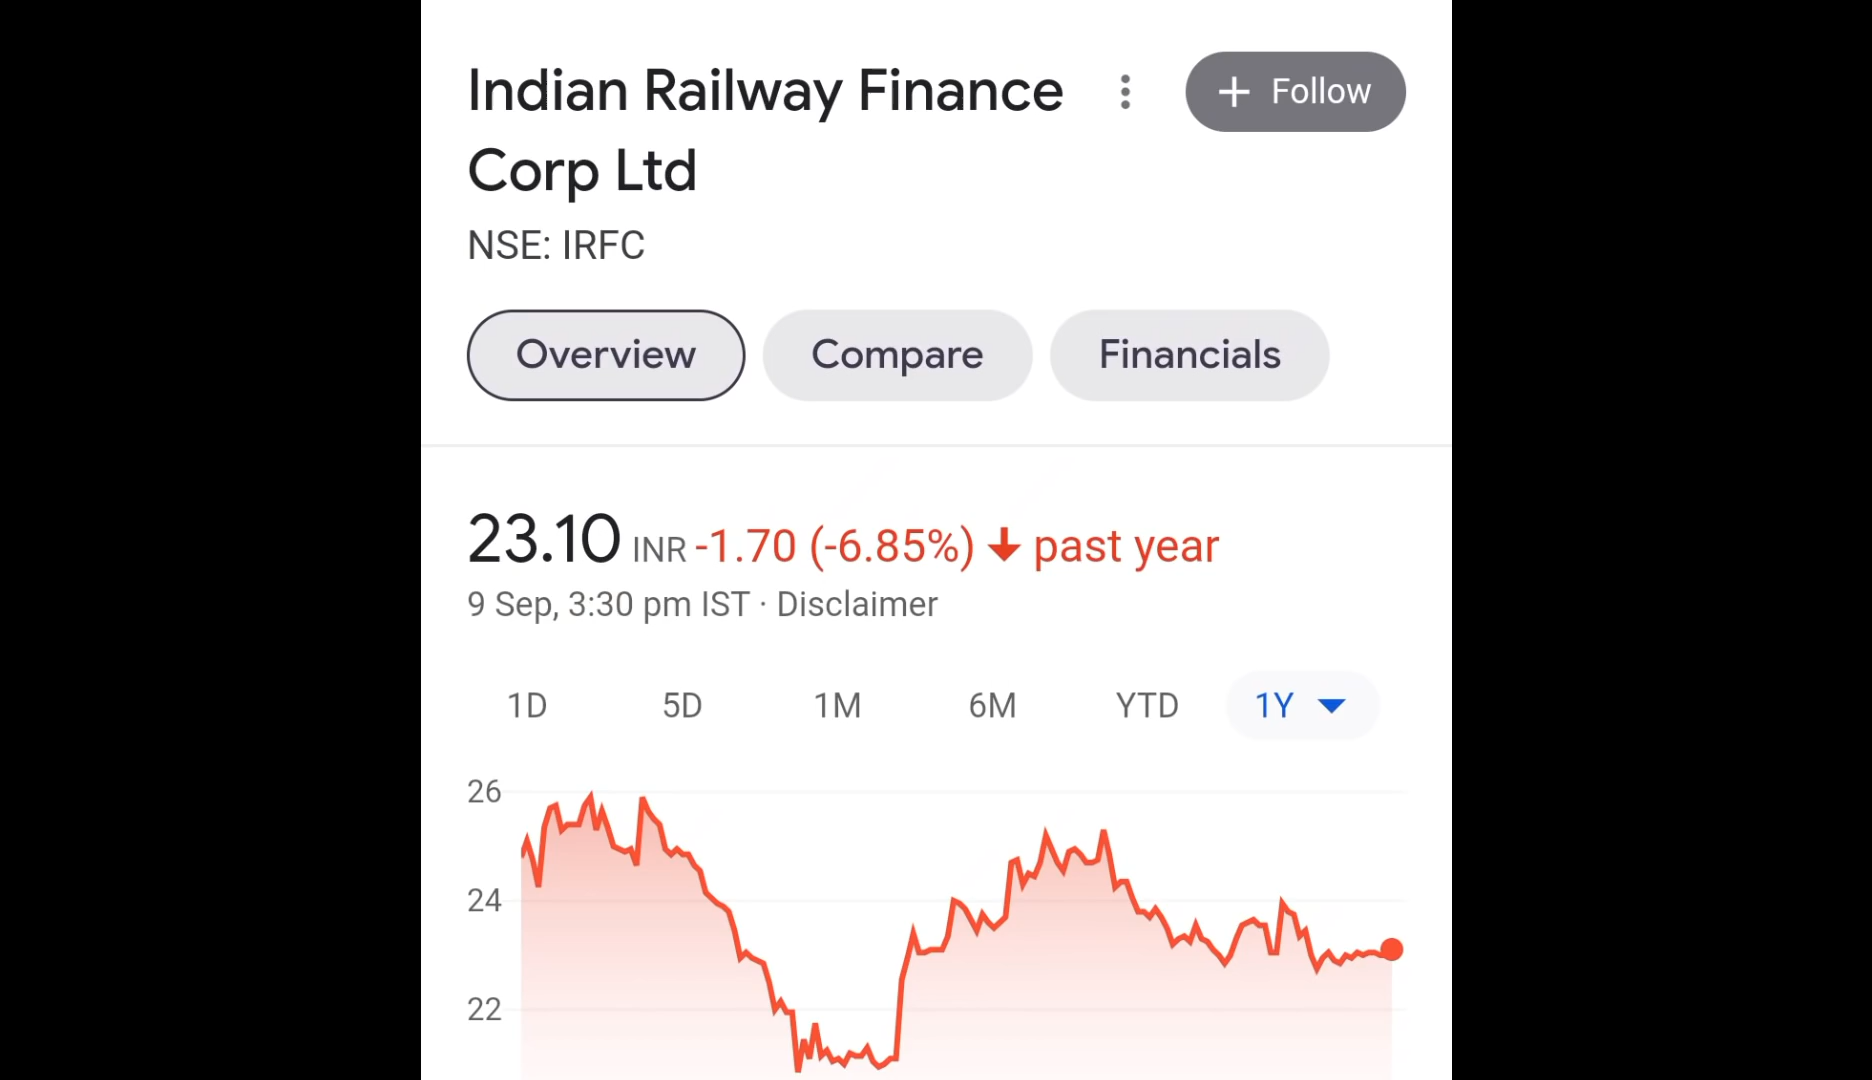 Indian Railway Finance
Corp Ltd
+ Follow
NSE: IRFC
Overview
Compare
Financials
23.10 INR -1.70 (-6.85%) ↓ past year
9 Sep, 3:30 pm IST · Disclaimer
1D 5D 1M 6M YTD 1Y
26
24
22